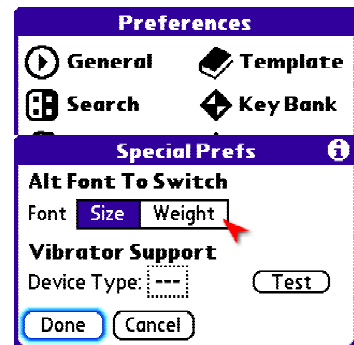 Preferences
General Template
Search Key Bank
Special Prefs i
Alt Font To Switch
Font Size Weight
Vibrator Support
Device Type: --- Test
Done Cancel